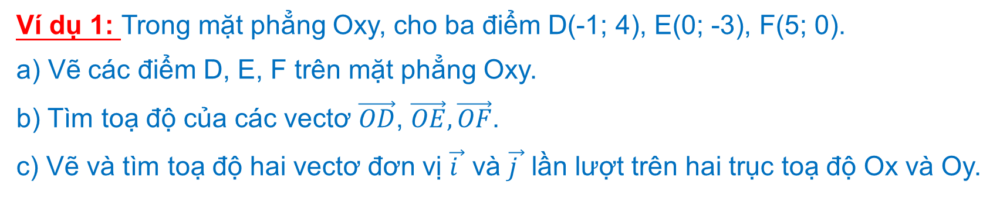 Ví dụ 1: Trong mặt phẳng Oxy, cho ba điểm D(-1; 4), E(0; -3), F(5; 0).
a) Vẽ các điểm D, E, F trên mặt phẳng Oxy.
b) Tìm toạ độ của các vectơ $\overrightarrow{OD}$, $\overrightarrow{OE}$, $\overrightarrow{OF}$.
c) Vẽ và tìm toạ độ hai vectơ đơn vị $\vec{i}$ và $\vec{j}$ lần lượt trên hai trục toạ độ Ox và Oy.